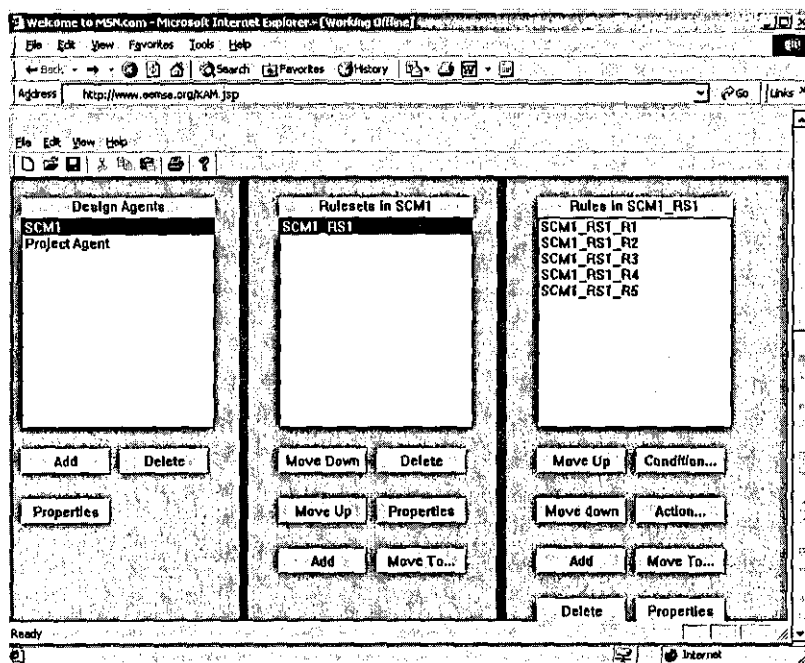 Welcome to MSN.com - Microsoft Internet Explorer - [Working Offline]
File Edit View Favorites Tools Help
Back Search Favorites History
Address http://www.oemse.org/KAM.jsp Go Links »
File Edit View Help
Design Agents
SCM1
Project Agent
Add Delete
Properties
Rulesets in SCM1
SCM1_RS1
Move Down Delete
Move Up Properties
Add Move To...
Rules in SCM1_RS1
SCM1_RS1_R1
SCM1_RS1_R2
SCM1_RS1_R3
SCM1_RS1_R4
SCM1_RS1_R5
Move Up Condition...
Move down Action...
Add Move To...
Delete Properties
Ready
Internet